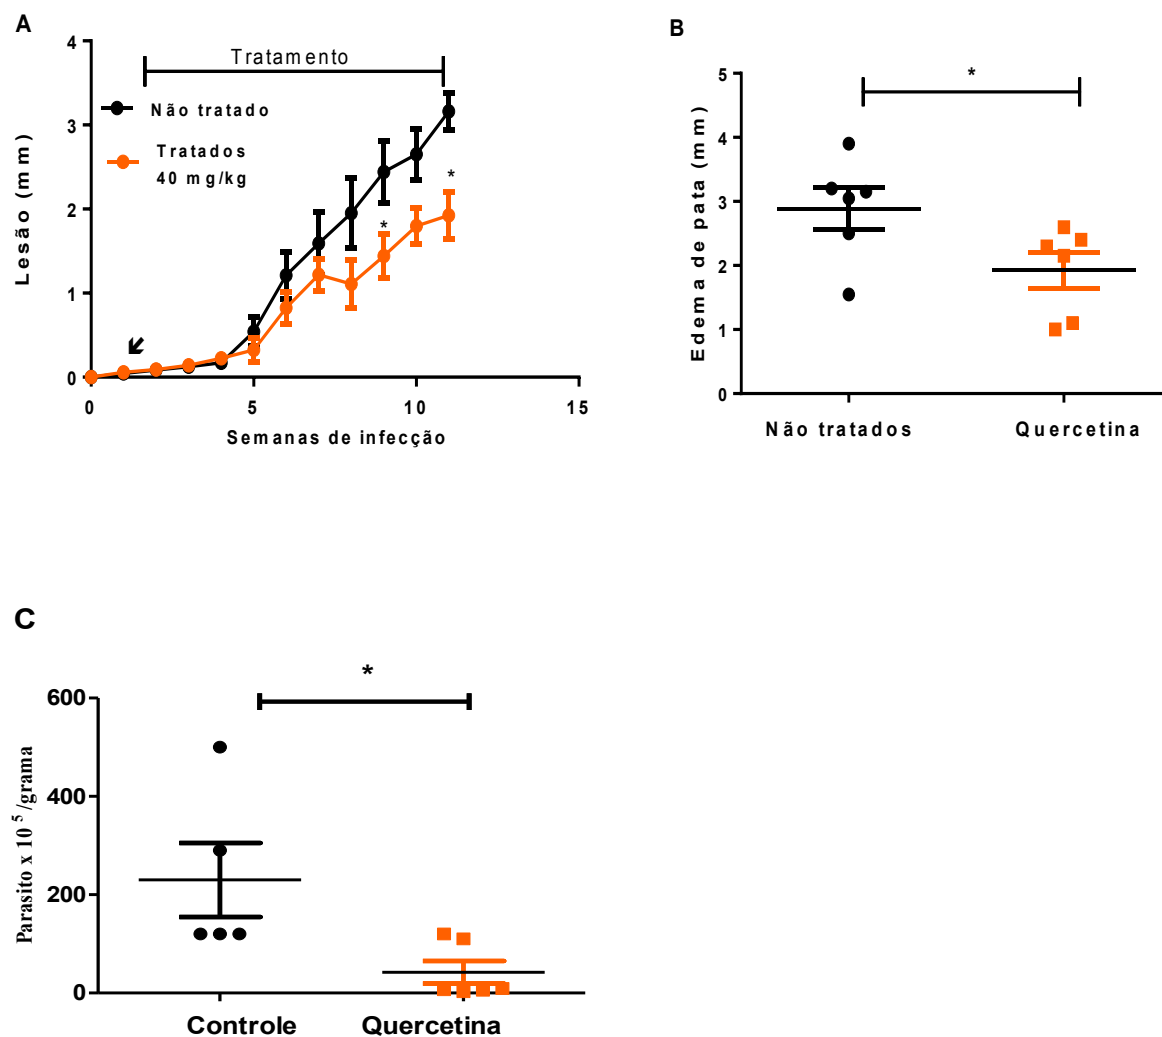 A
4
3
2
1
0
Lesão (mm)
Tratamento
Não tratado
Tratados
40 mg/kg
*
*
0
5
10
15
Semanas de infecção
B
5
4
3
2
1
0
Edema de pata (mm)
*
Não tratados
Quercetina
C
600
400
200
0
Parasito x 10⁵/grama
*
Controle
Quercetina